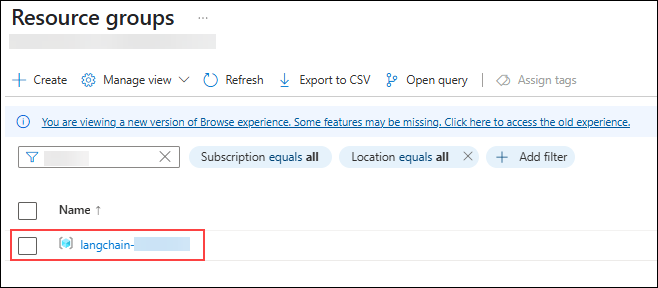 Resource groups ...
Create Manage view Refresh Export to CSV Open query Assign tags
You are viewing a new version of Browse experience. Some features may be missing. Click here to access the old experience.
Subscription equals all Location equals all Add filter
Name ↑
langchain-